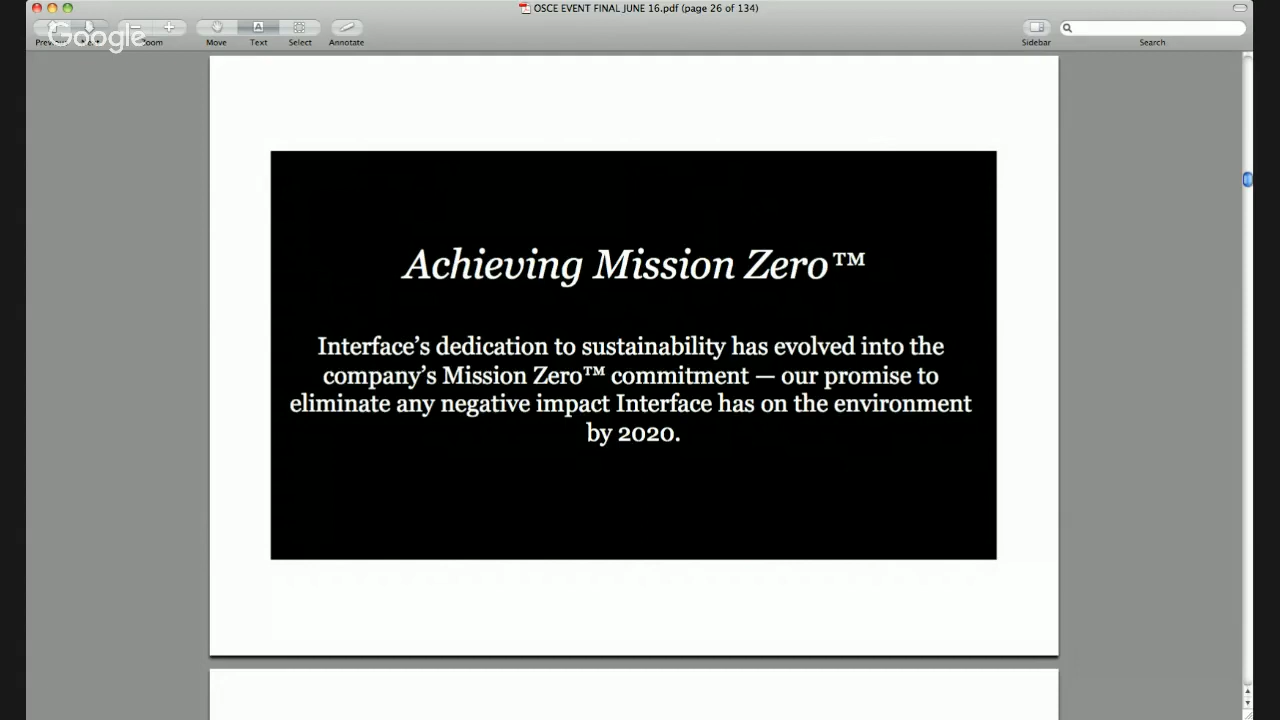 OSCE EVENT FINAL JUNE 16.pdf (page 26 of 134)
Google
Zoom
Move
Text
Select
Annotate
Sidebar
Search
Achieving Mission Zero™
Interface's dedication to sustainability has evolved into the
company's Mission Zero™ commitment — our promise to
eliminate any negative impact Interface has on the environment
by 2020.